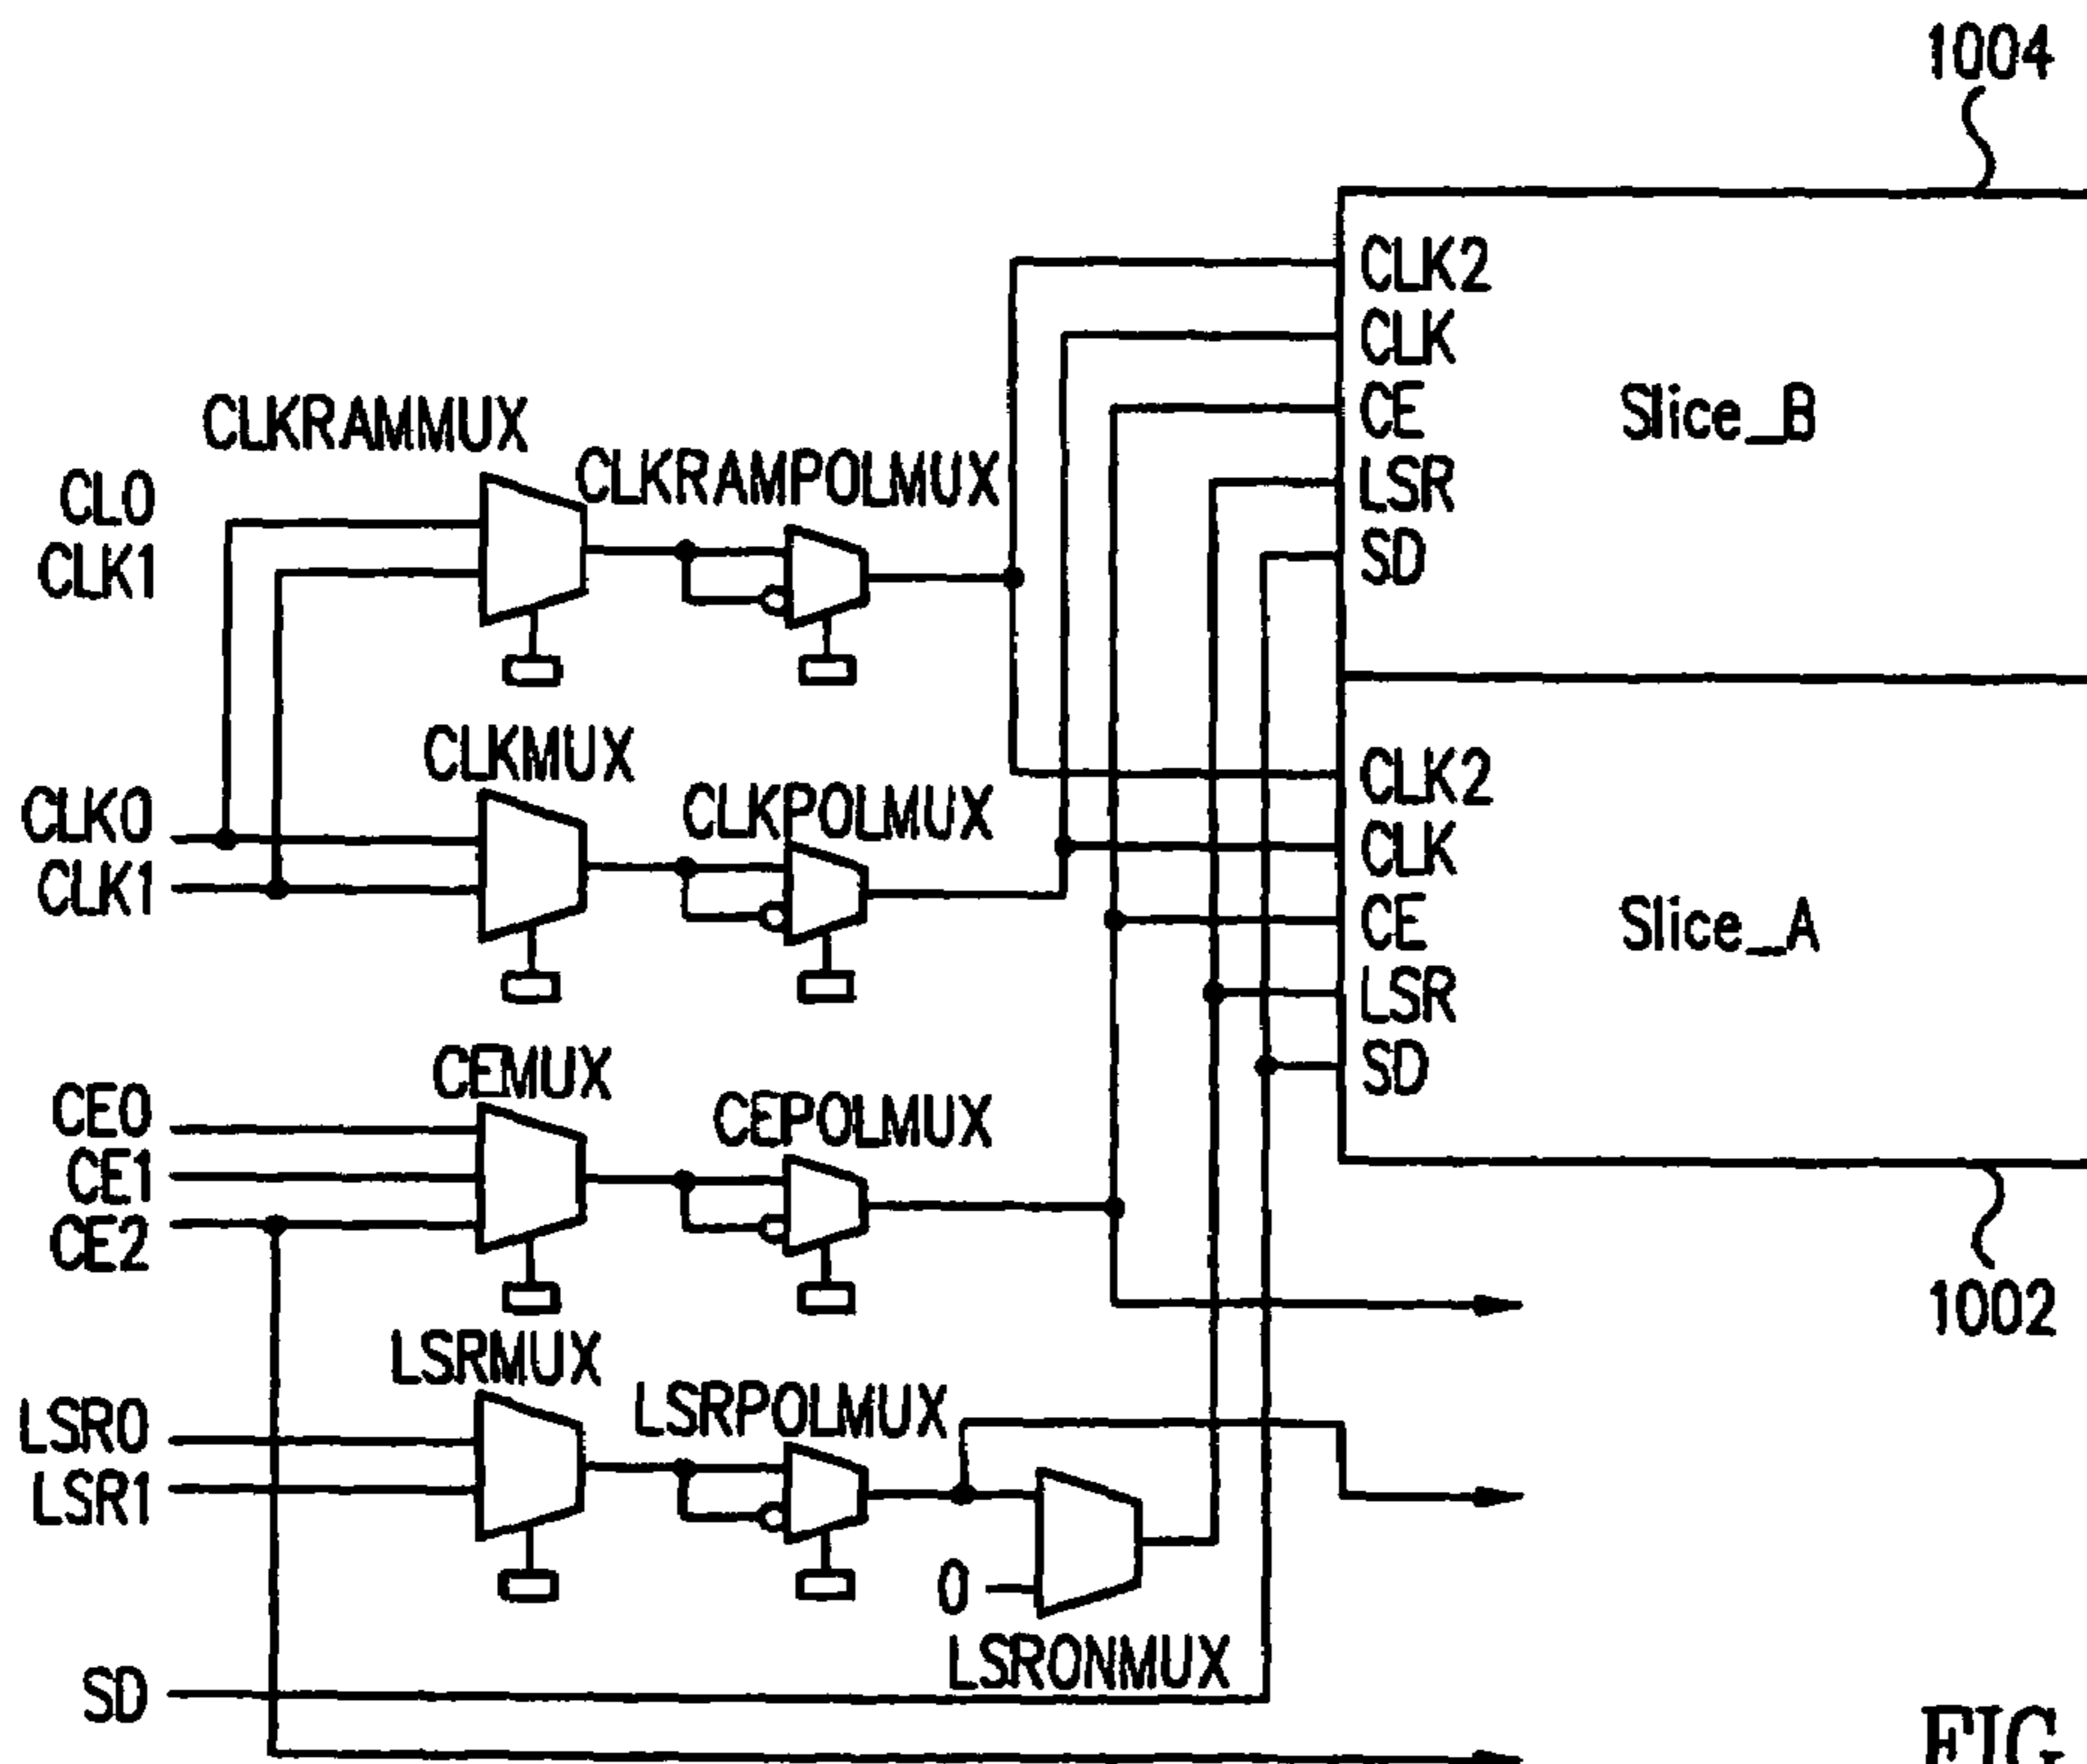 1004
CLK2
CLK
CE
LSR
SD
Slice_B
CLKRAMMUX
CLKRAMPOLMUX
CL0
CLK1
CLKMUX
CLKPOLMUX
CLK0
CLK1
CLK2
CLK
CE
LSR
SD
Slice_A
CEMUX
CEPOLMUX
CE0
CE1
CE2
1002
LSRMUX
LSRPOLMUX
LSR0
LSR1
0
LSRONMUX
SD
FIG